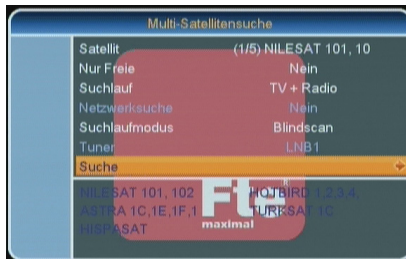 Multi-Satellitensuche
Satellit (1/5) NILESAT 101, 10
Nur Freie Nein
Suchlauf TV + Radio
Netzwerksuche Nein
Suchlaufmodus Blindscan
Tuner LNB1
Suche
NILESAT 101, 102 HOTBIRD 1,2,3,4,
ASTRA 1C,1E,1F,1 TURKSAT 1C
HISPASAT
Fte
maximal